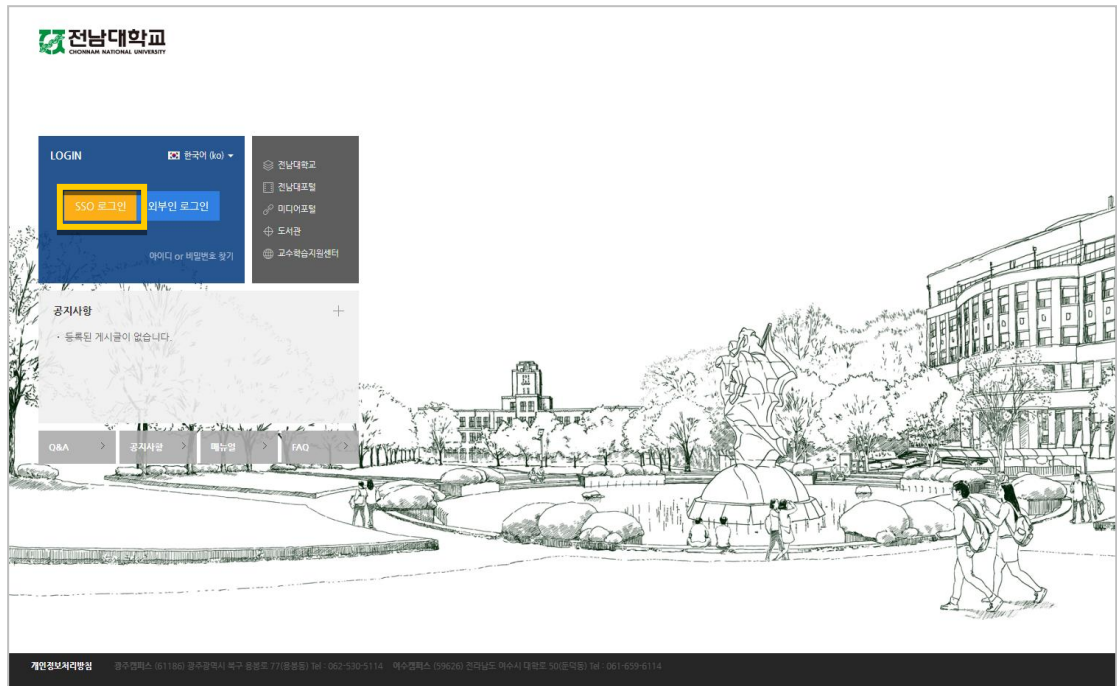 전남대학교
CHONNAM NATIONAL UNIVERSITY
LOGIN
한국어 (ko)
SSO 로그인
외부인 로그인
아이디 or 비밀번호 찾기
전남대학교
전남대포털
미디어포털
도서관
교수학습지원센터
공지사항
· 등록된 게시글이 없습니다.
Q&A
공지사항
매뉴얼
FAQ
개인정보처리방침 광주캠퍼스 (61186) 광주광역시 북구 용봉로 77(용봉동) Tel : 062-530-5114 여수캠퍼스 (59626) 전라남도 여수시 대학로 50(둔덕동) Tel : 061-659-6114